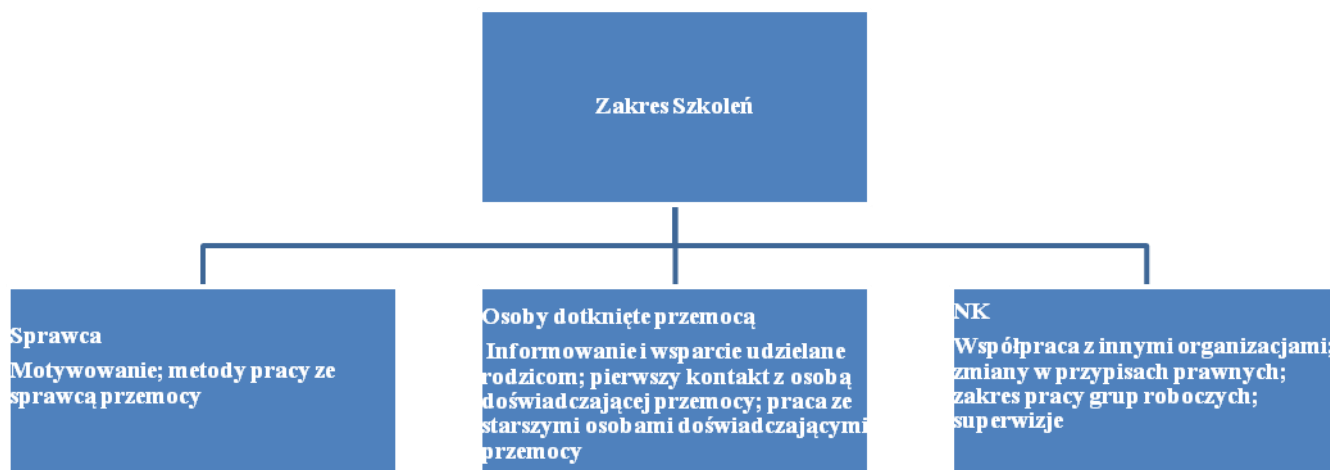 Zakres Szkoleń
Sprawca
Motywowanie; metody pracy ze
sprawcą przemocy
Osoby dotknięte przemocą
Informowanie i wsparcie udzielane
rodzicom; pierwszy kontakt z osobą
doświadczającej przemocy; praca ze
starszymi osobami doświadczającymi
przemocy
NK
Współpraca z innymi organizacjami;
zmiany w przypisach prawnych;
zakres pracy grup roboczych;
superwizje